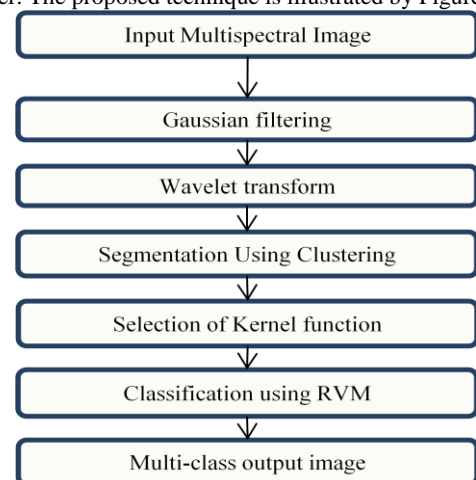 er. The proposed technique is illustrated by Figure
Input Multispectral Image
Gaussian filtering
Wavelet transform
Segmentation Using Clustering
Selection of Kernel function
Classification using RVM
Multi-class output image